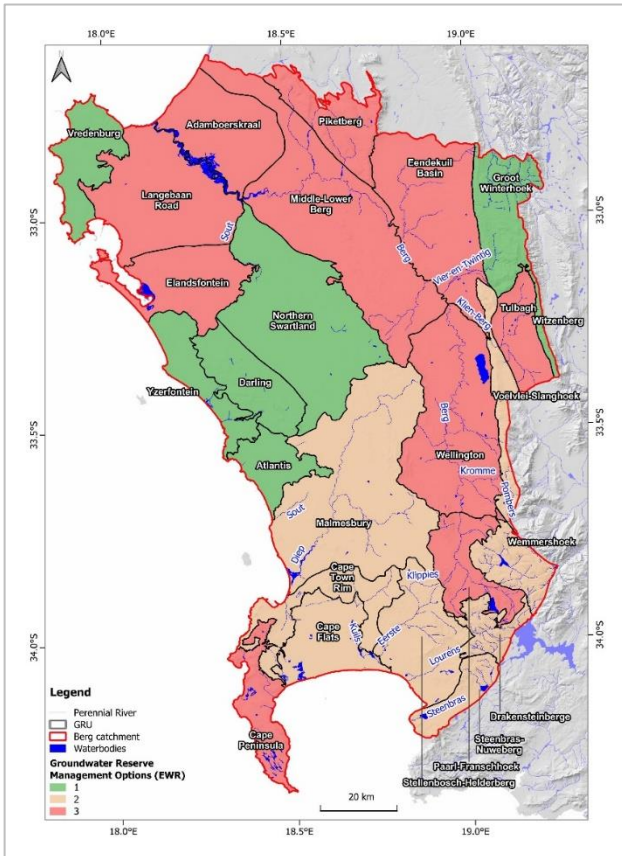 18.0°E
18.5°E
19.0°E
N
Vredenburg
Adamboerskraal
Piketberg
Eendekuil
Basin
Groot
Winterhoek
Langebaan
Road
Middle-Lower
Berg
33.0°S
33.0°S
Sout
Berg
Vier-en-Twintig
Elandsfontein
Klien-Berg
Tulbagh
Witzenberg
Northern
Swartland
Yzerfontein
Darling
Voëlvlei-Slanghoek
Berg
33.5°S
33.5°S
Atlantis
Wellington
Kromme
Pombers
Sout
Malmesbury
Wemmershoek
Diep
Cape
Town
Rim
Klippies
Cape
Flats
Kuils
Eerste
34.0°S
34.0°S
Lourens
Steenbras
Drakensteinberge
Steenbras-
Nuweberg
Paarl-Franschhoek
Stellenbosch-Helderberg
Cape
Peninsula
Legend
Perennial River
GRU
Berg catchment
Waterbodies
Groundwater Reserve
Management Options (EWR)
1
2
3
20 km
18.0°E
18.5°E
19.0°E